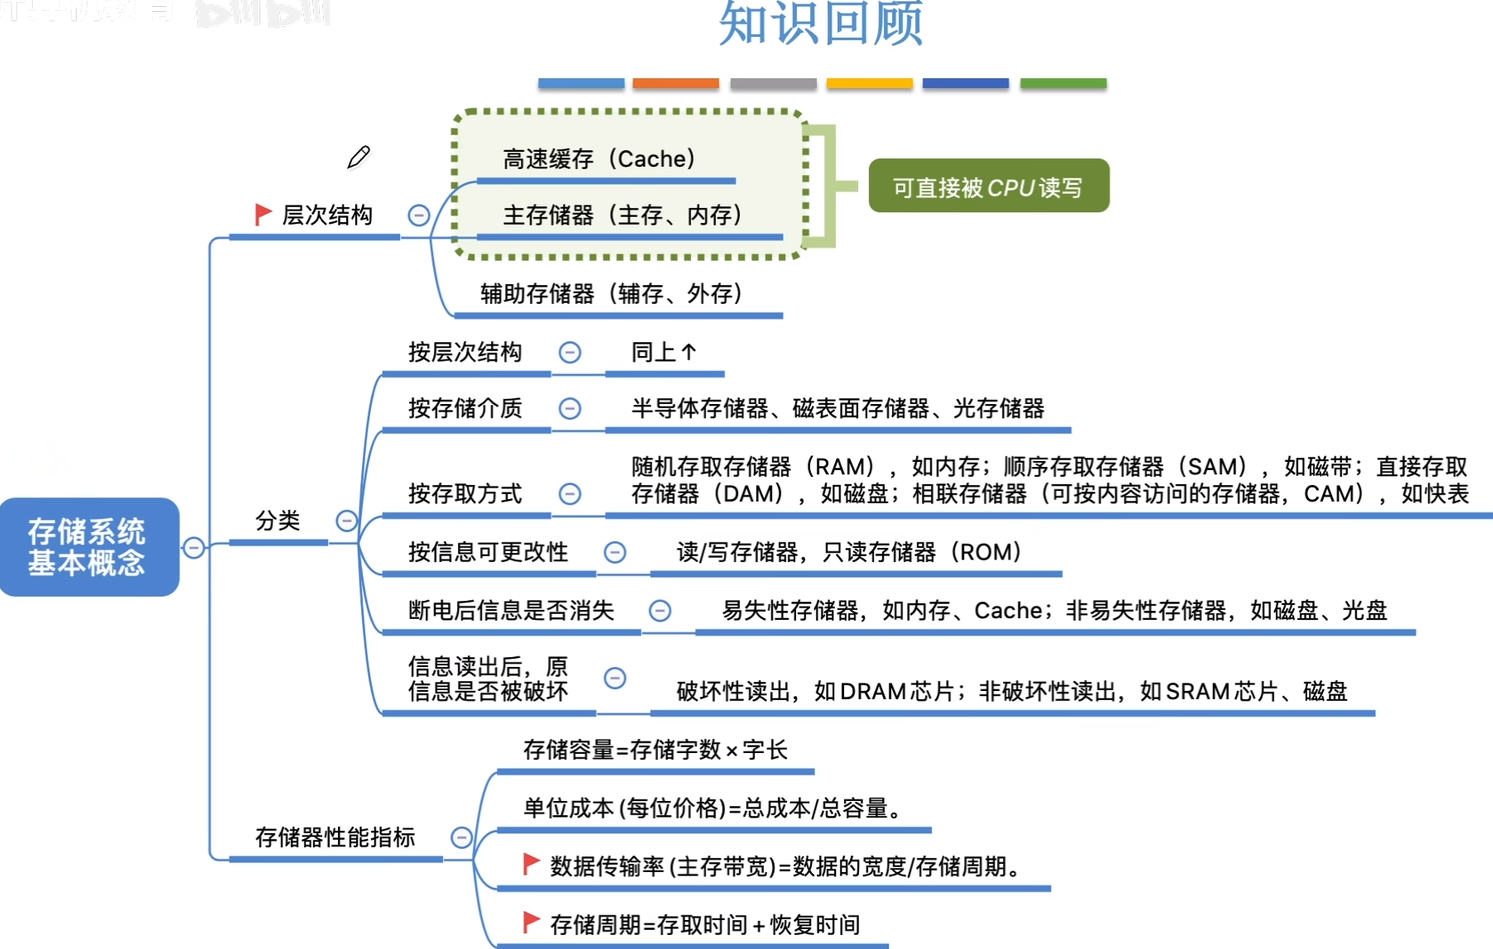 知识回顾
高速缓存（Cache）
可直接被CPU读写
层次结构
主存储器（主存、内存）
辅助存储器（辅存、外存）
按层次结构
同上↑
按存储介质
半导体存储器、磁表面存储器、光存储器
按存取方式
随机存取存储器（RAM），如内存；顺序存取存储器（SAM），如磁带；直接存取
存储器（DAM），如磁盘；相联存储器（可按内容访问的存储器，CAM），如快表
分类
存储系统
基本概念
按信息可更改性
读/写存储器，只读存储器（ROM）
断电后信息是否消失
易失性存储器，如内存、Cache；非易失性存储器，如磁盘、光盘
信息读出后，原
信息是否被破坏
破坏性读出，如DRAM芯片；非破坏性读出，如SRAM芯片、磁盘
存储器性能指标
存储容量=存储字数×字长
单位成本(每位价格)=总成本/总容量。
数据传输率(主存带宽)=数据的宽度/存储周期。
存储周期=存取时间+恢复时间